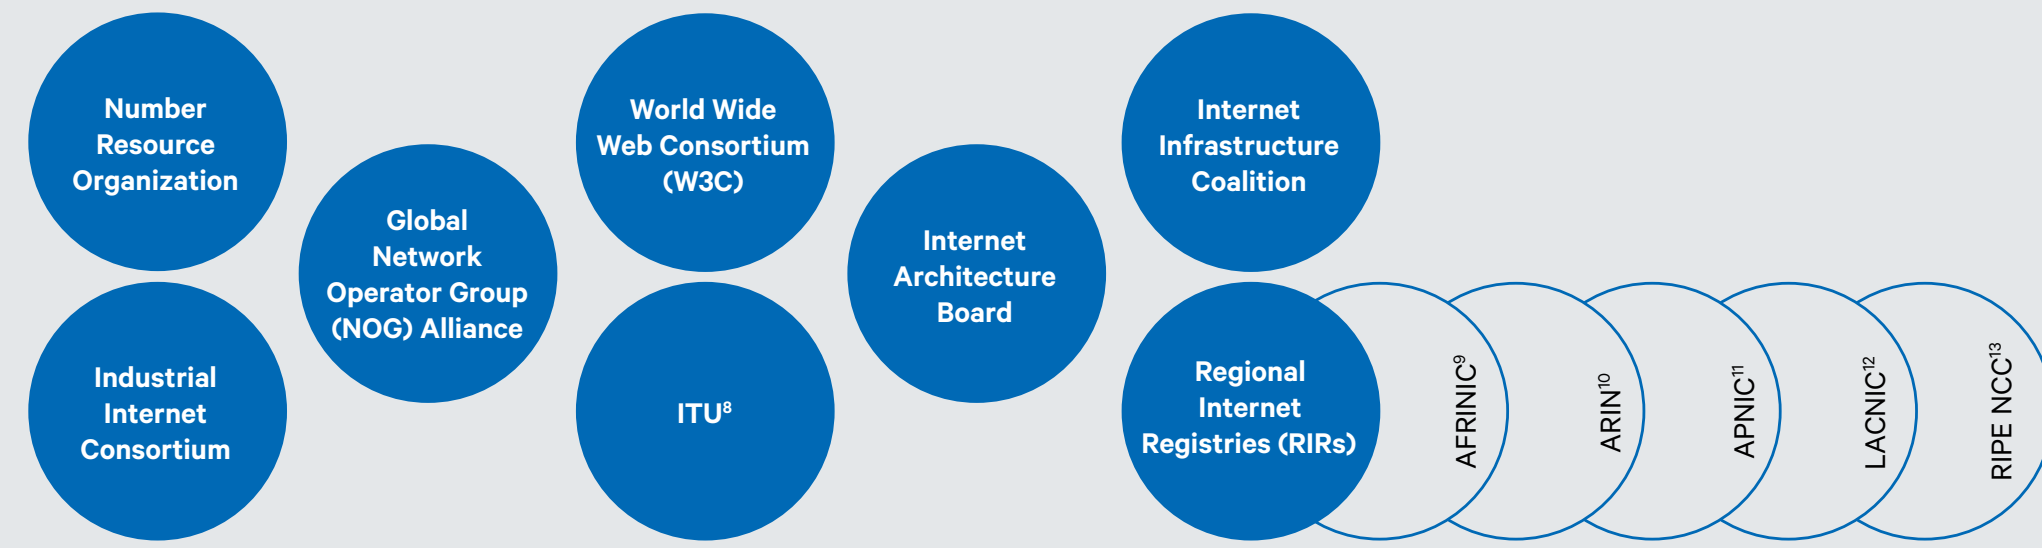 Number
Resource
Organization
Industrial
Internet
Consortium
Global
Network
Operator Group
(NOG) Alliance
World Wide
Web Consortium
(W3C)
ITU⁸
Internet
Architecture
Board
Internet
Infrastructure
Coalition
Regional
Internet
Registries (RIRs)
AFRINIC⁹
ARIN¹⁰
APNIC¹¹
LACNIC¹²
RIPE NCC¹³